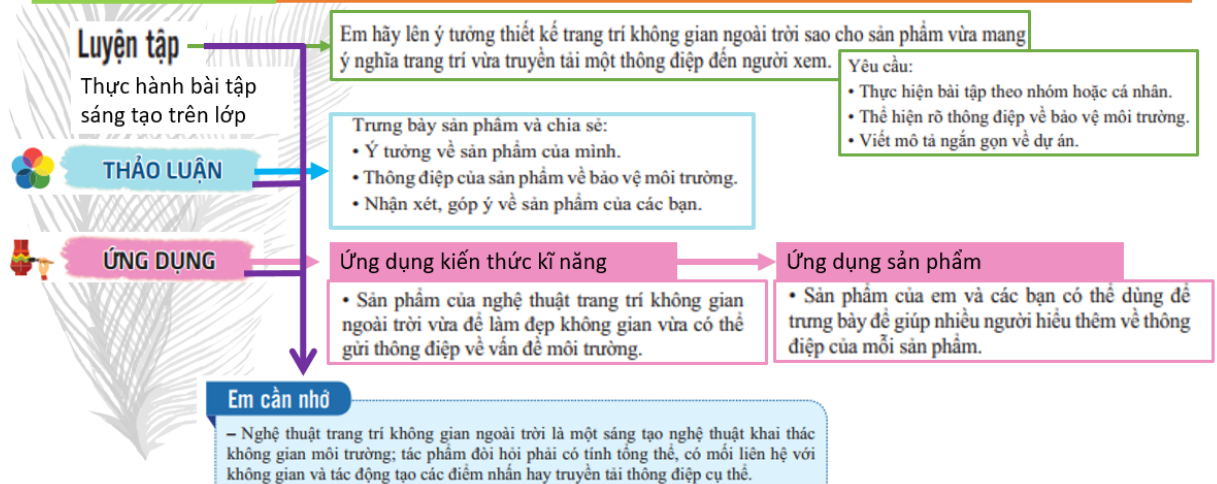 Luyện tập
Thực hành bài tập
sáng tạo trên lớp
Em hãy lên ý tưởng thiết kế trang trí không gian ngoài trời sao cho sản phẩm vừa mang
ý nghĩa trang trí vừa truyền tải một thông điệp đến người xem.
Yêu cầu:
• Thực hiện bài tập theo nhóm hoặc cá nhân.
• Thể hiện rõ thông điệp về bảo vệ môi trường.
• Viết mô tả ngắn gọn về dự án.
THẢO LUẬN
Trưng bày sản phẩm và chia sẻ:
• Ý tưởng về sản phẩm của mình.
• Thông điệp của sản phẩm về bảo vệ môi trường.
• Nhận xét, góp ý về sản phẩm của các bạn.
ỨNG DỤNG
Ứng dụng kiến thức kĩ năng
• Sản phẩm của nghệ thuật trang trí không gian
ngoài trời vừa để làm đẹp không gian vừa có thể
gửi thông điệp về vấn đề môi trường.
Ứng dụng sản phẩm
• Sản phẩm của em và các bạn có thể dùng để
trưng bày để giúp nhiều người hiểu thêm về thông
điệp của mỗi sản phẩm.
Em cần nhớ
– Nghệ thuật trang trí không gian ngoài trời là một sáng tạo nghệ thuật khai thác
không gian môi trường; tác phẩm đòi hỏi phải có tính tổng thể, có mối liên hệ với
không gian và tác động tạo các điểm nhấn hay truyền tải thông điệp cụ thể.